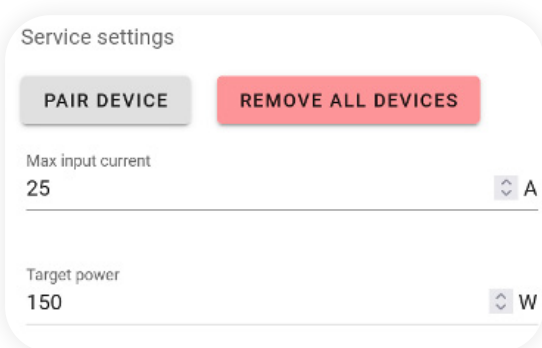 Service settings
PAIR DEVICE REMOVE ALL DEVICES
Max input current
25 A
Target power
150 W